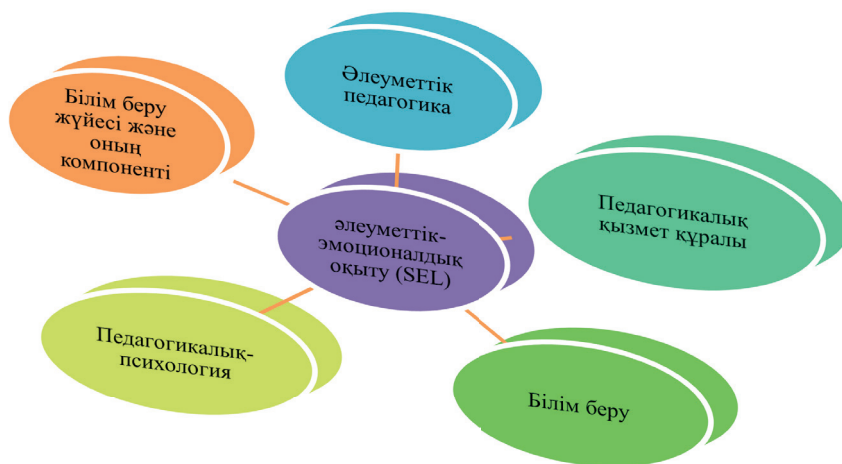 Әлеуметтік
педагогика
Білім беру
жүйесі және
оның
компоненті
Педагогикалық
қызмет құралы
әлеуметтік-
эмоционалдық
оқыту (SEL)
Педагогикалық-
психология
Білім беру